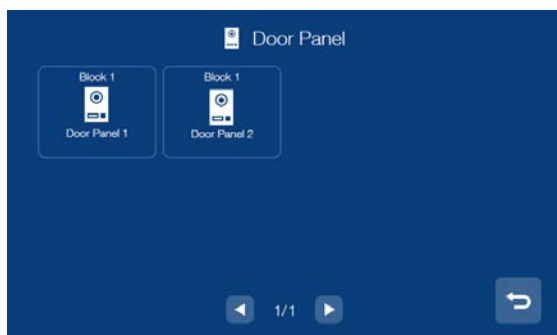 Door Panel
Block 1
Door Panel 1
Block 1
Door Panel 2
1/1